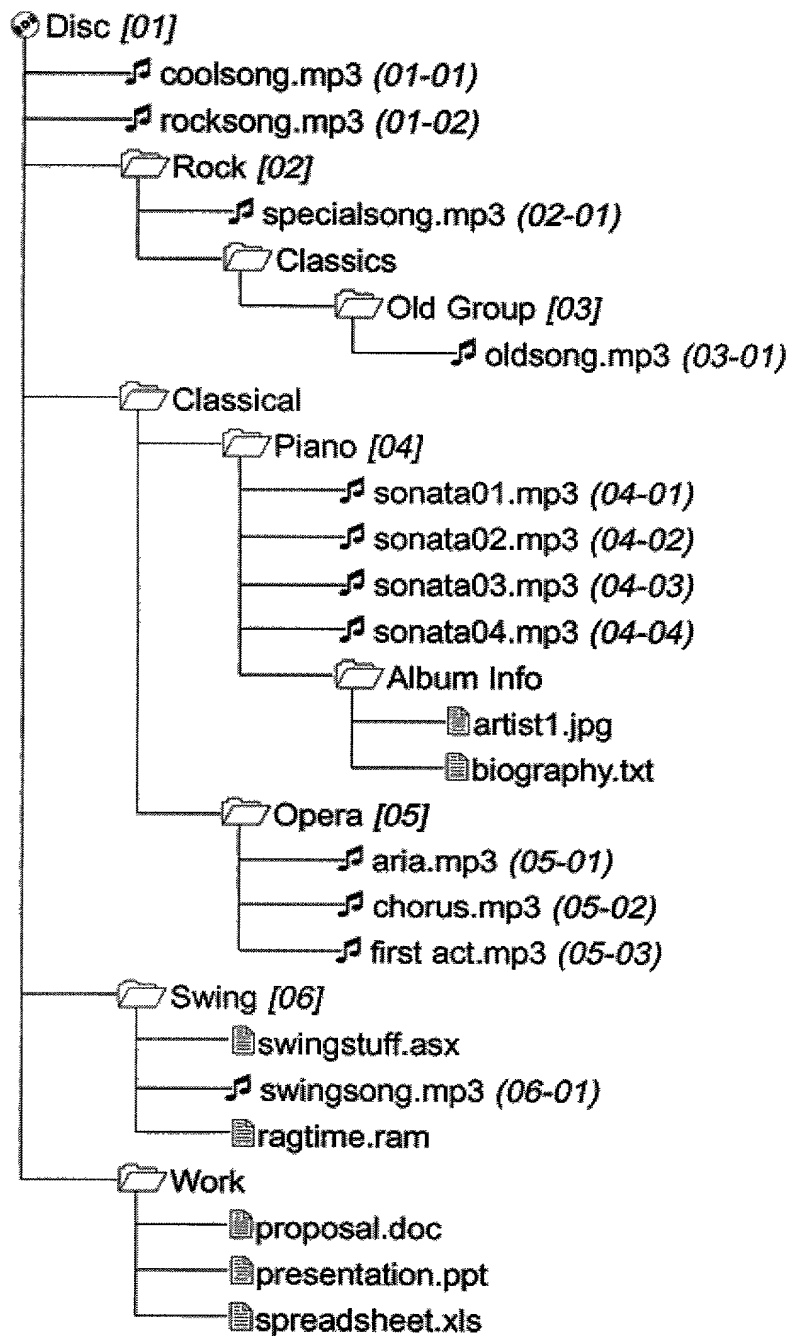 Disc [01]
coolsong.mp3 (01-01)
rocksong.mp3 (01-02)
Rock [02]
specialsong.mp3 (02-01)
Classics
Old Group [03]
oldsong.mp3 (03-01)
Classical
Piano [04]
sonata01.mp3 (04-01)
sonata02.mp3 (04-02)
sonata03.mp3 (04-03)
sonata04.mp3 (04-04)
Album Info
artist1.jpg
biography.txt
Opera [05]
aria.mp3 (05-01)
chorus.mp3 (05-02)
first act.mp3 (05-03)
Swing [06]
swingstuff.asx
swingsong.mp3 (06-01)
ragtime.ram
Work
proposal.doc
presentation.ppt
spreadsheet.xls